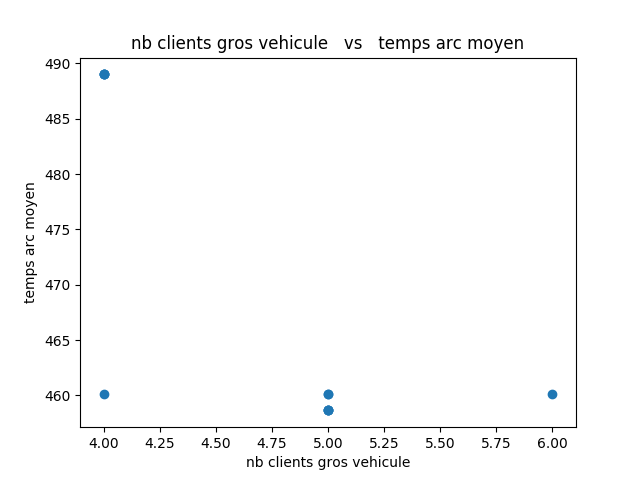 nb clients gros vehicule   vs   temps arc moyen
490
485
480
475
470
465
460
temps arc moyen
4.00 4.25 4.50 4.75 5.00 5.25 5.50 5.75 6.00
nb clients gros vehicule